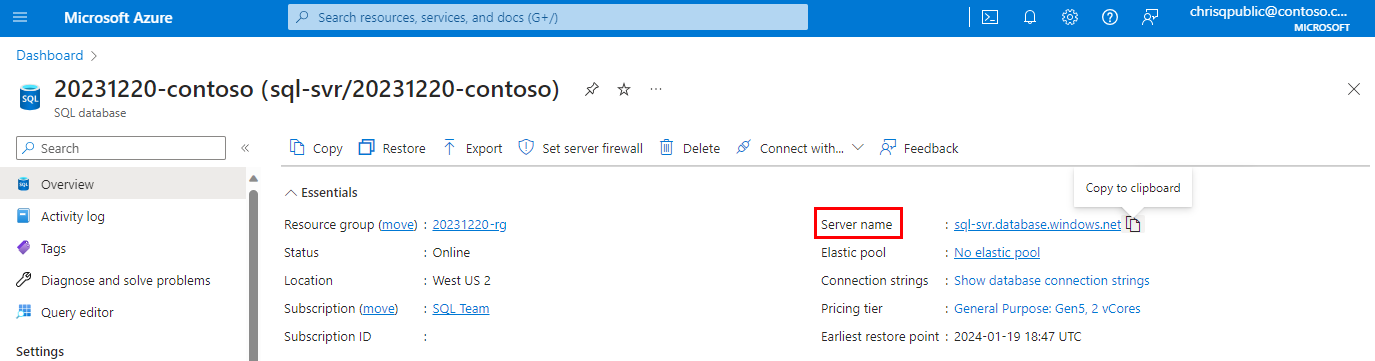 Microsoft Azure
Search resources, services, and docs (G+/)
chrisqpublic@contoso.c...
MICROSOFT
Dashboard
20231220-contoso (sql-svr/20231220-contoso)
SQL
SQL database
Search
Copy
Restore
Export
Set server firewall
Delete
Connect with...
Feedback
SQL
Overview
Activity log
Tags
Diagnose and solve problems
Query editor
Settings
Essentials
Copy to clipboard
Resource group (move) : 20231220-rg
Server name : sql-svr.database.windows.net
Status : Online
Elastic pool : No elastic pool
Location : West US 2
Connection strings : Show database connection strings
Subscription (move) : SQL Team
Pricing tier : General Purpose: Gen5, 2 vCores
Subscription ID :
Earliest restore point : 2024-01-19 18:47 UTC